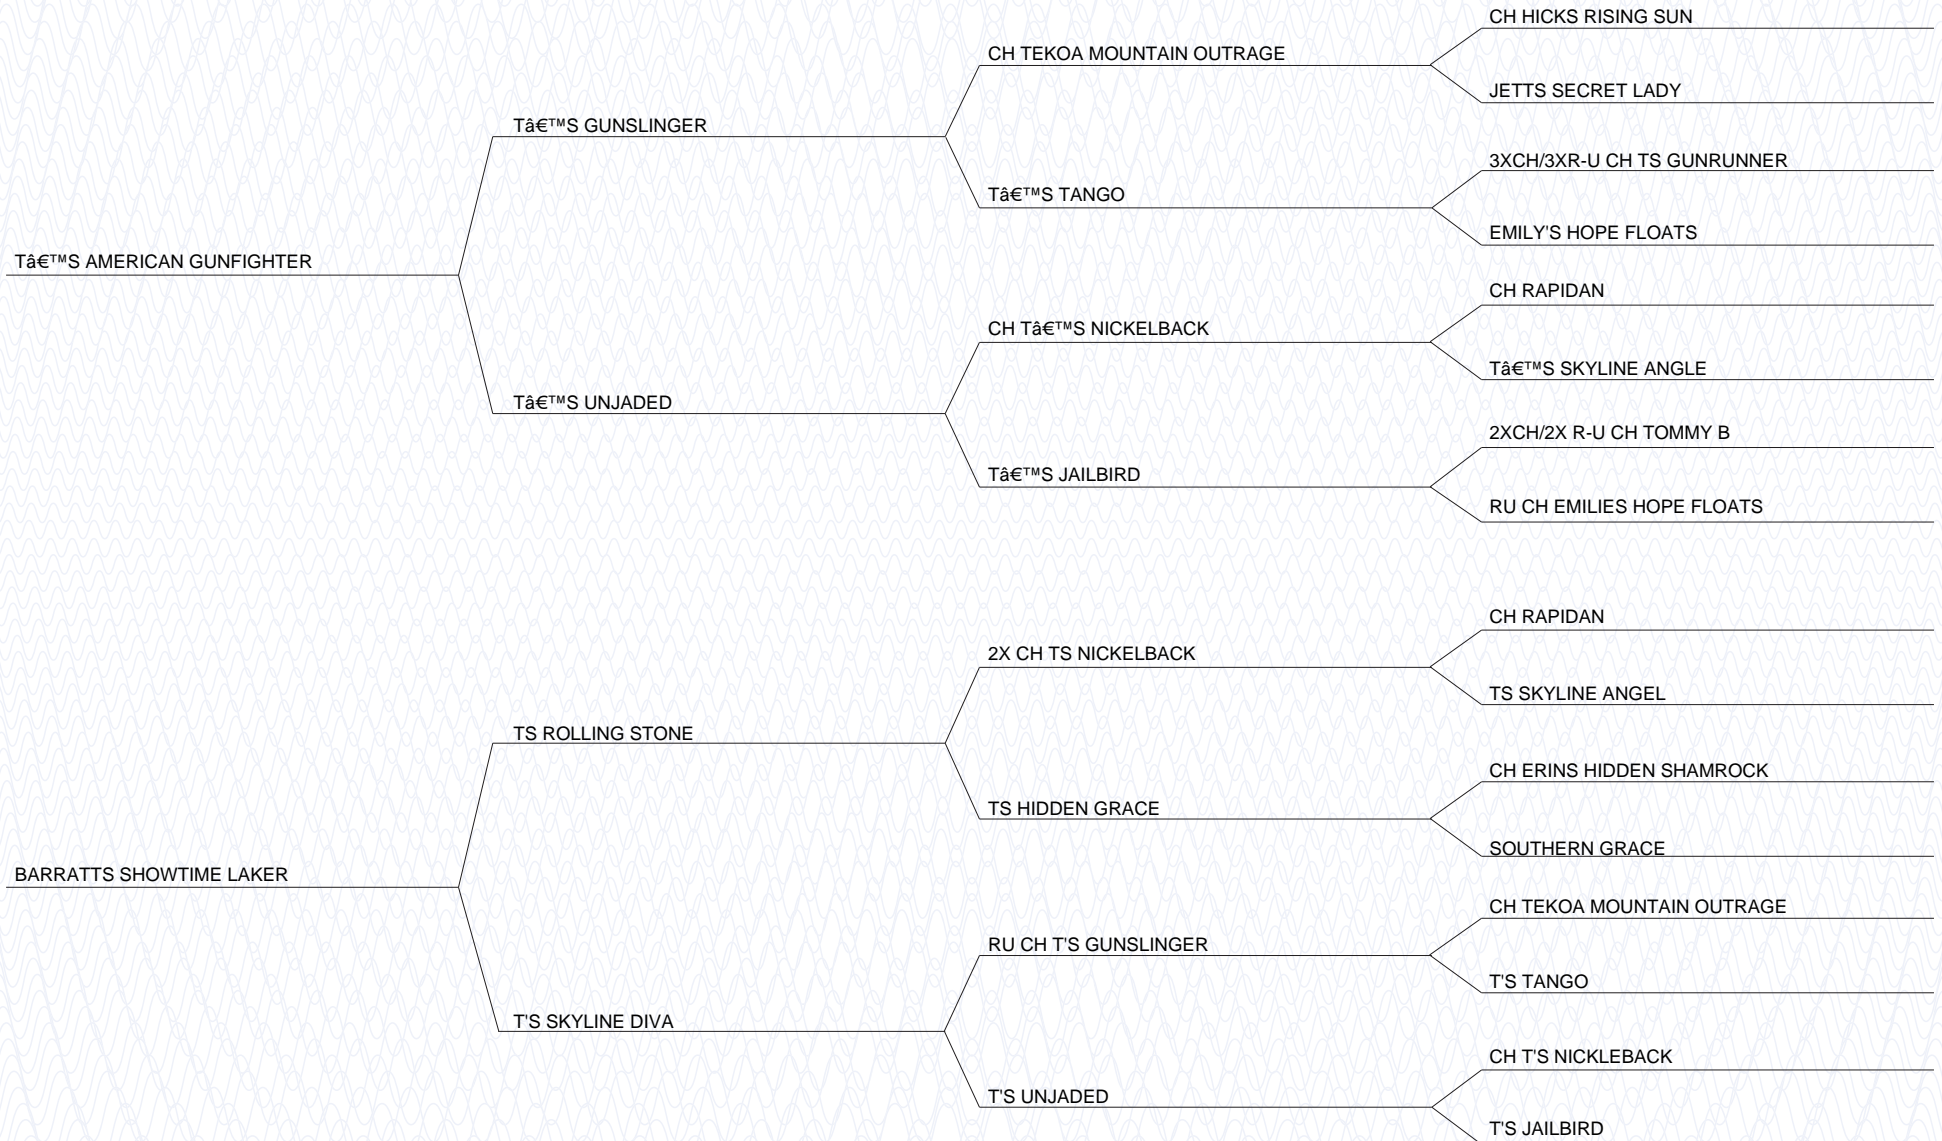 CH HICKS RISING SUN
CH TEKOA MOUNTAIN OUTRAGE
JETTS SECRET LADY
Tâ€™S GUNSLINGER
3XCH/3XR-U CH TS GUNRUNNER
Tâ€™S TANGO
EMILY'S HOPE FLOATS
Tâ€™S AMERICAN GUNFIGHTER
CH RAPIDAN
CH Tâ€™S NICKELBACK
Tâ€™S SKYLINE ANGLE
Tâ€™S UNJADED
2XCH/2X R-U CH TOMMY B
Tâ€™S JAILBIRD
RU CH EMILIES HOPE FLOATS
CH RAPIDAN
2X CH TS NICKELBACK
TS SKYLINE ANGEL
TS ROLLING STONE
CH ERINS HIDDEN SHAMROCK
TS HIDDEN GRACE
SOUTHERN GRACE
BARRATTS SHOWTIME LAKER
CH TEKOA MOUNTAIN OUTRAGE
RU CH T'S GUNSLINGER
T'S TANGO
T'S SKYLINE DIVA
CH T'S NICKLEBACK
T'S UNJADED
T'S JAILBIRD